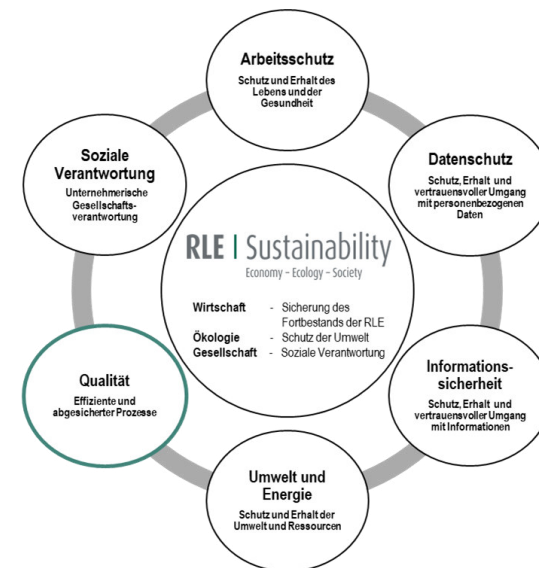 Arbeitsschutz
Schutz und Erhalt des
Lebens und der
Gesundheit
Datenschutz
Schutz, Erhalt und
vertrauensvoller Umgang
mit personenbezogenen
Daten
Informations-
sicherheit
Schutz, Erhalt und
vertrauensvoller Umgang
mit Informationen
Umwelt und
Energie
Schutz und Erhalt der
Umwelt und Ressourcen
Qualität
Effiziente und
abgesicherter Prozesse
Soziale
Verantwortung
Unternehmerische
Gesellschafts-
verantwortung
RLE | Sustainability
Economy – Ecology – Society
Wirtschaft - Sicherung des
Fortbestands der RLE
Ökologie - Schutz der Umwelt
Gesellschaft - Soziale Verantwortung